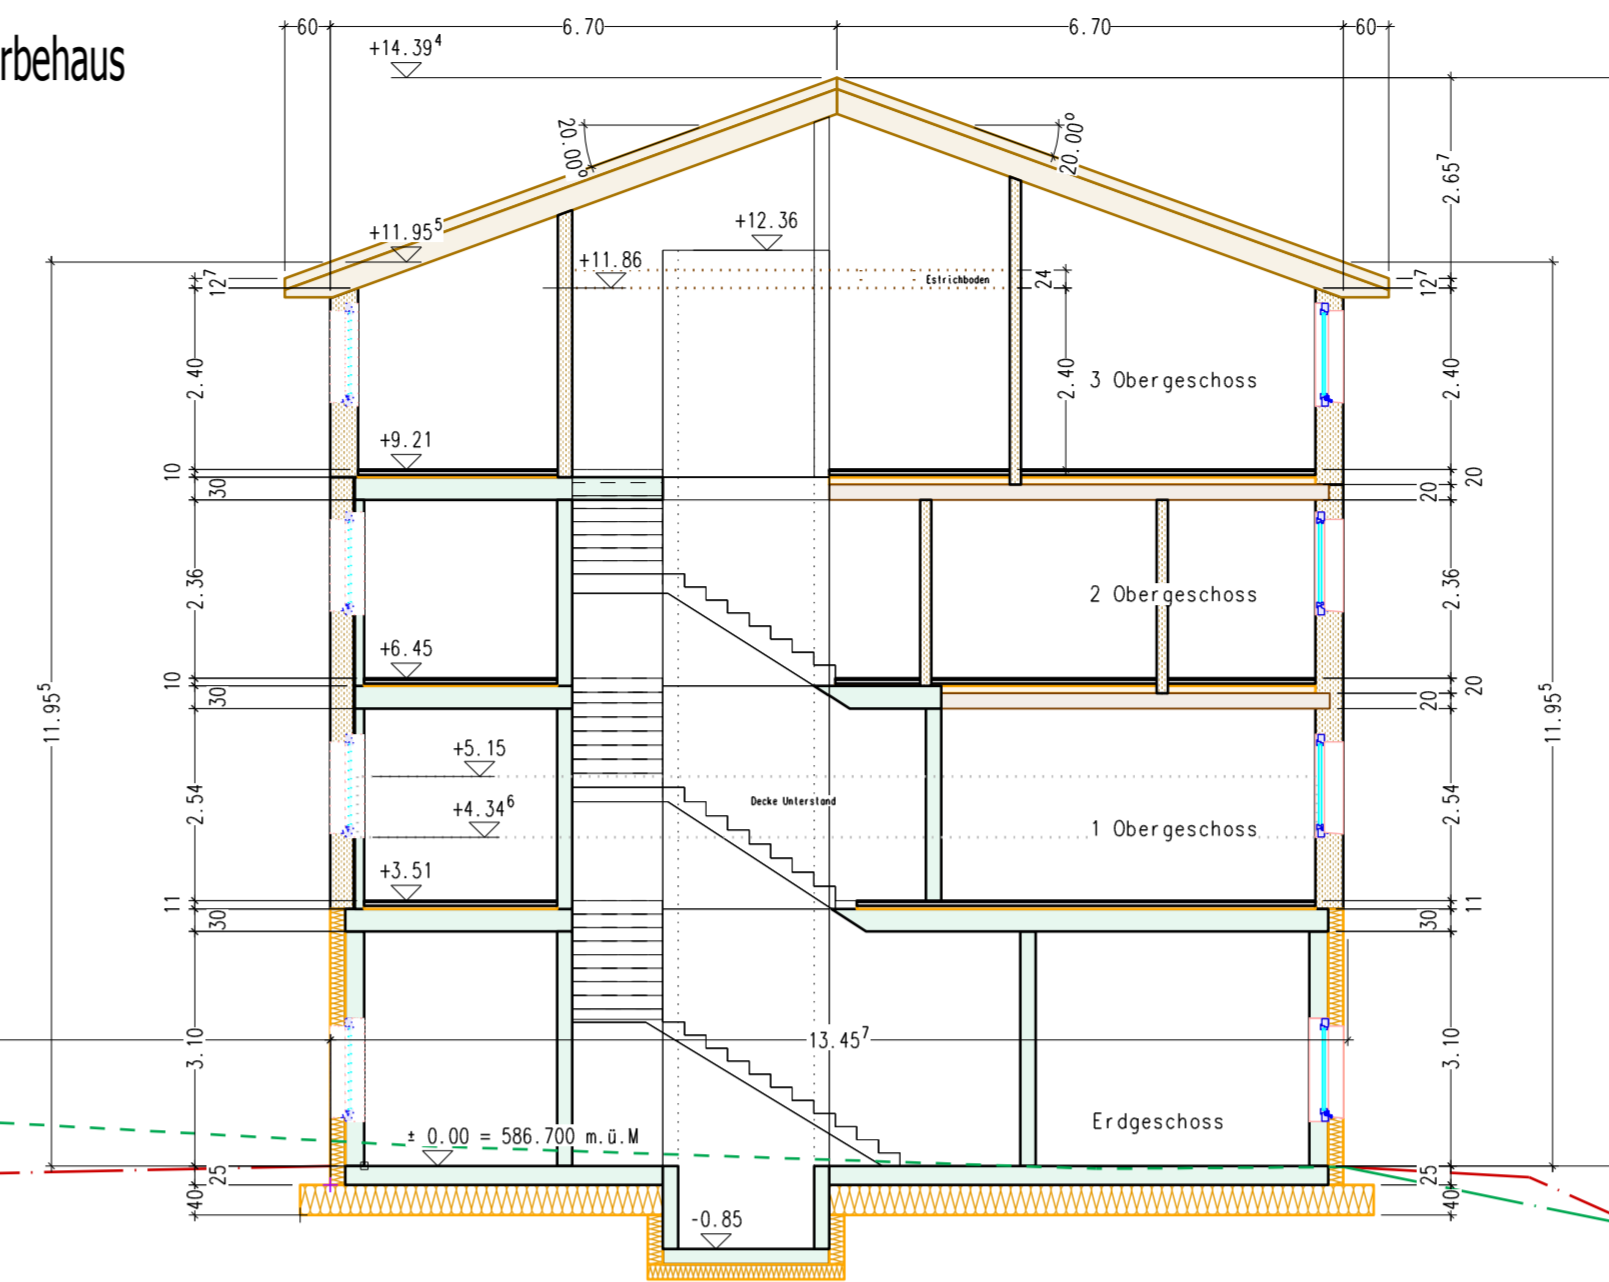 60 6.70 6.70 60
rbehaus
+14.39⁴
20.00° 20.00°
2.65⁷
+11.95⁵ +12.36
+11.86 Estrichboden 24
12⁷ 12⁷
2.40 2.40 2.40
3 Obergeschoss
+9.21
10 30 20 20
2.36 2 Obergeschoss 2.36
+6.45
10 30 20 20
11.95⁵ 11.95⁵
+5.15
2.54 Decke Unterstand 2.54
+4.34⁶ 1 Obergeschoss
+3.51
11 30 30 11
3.10 13.45⁷ 3.10
Erdgeschoss
± 0.00 = 586.700 m.ü.M
25 25
40 40
-0.85